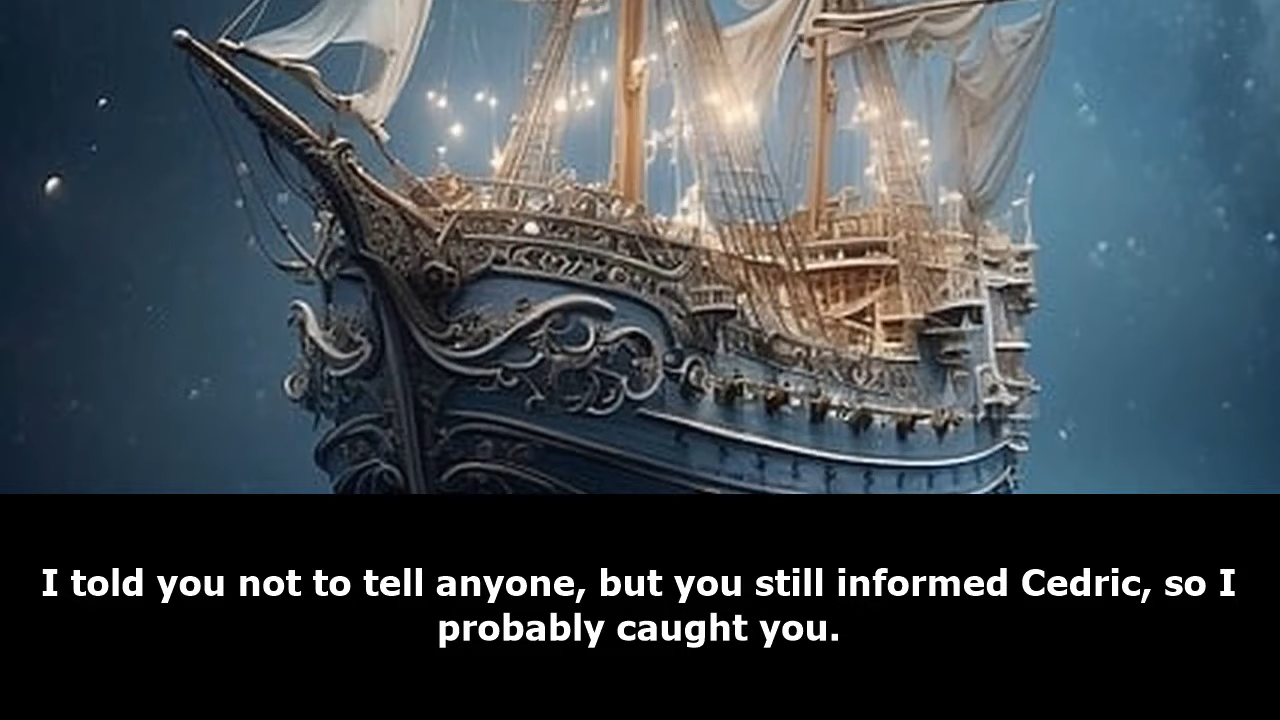 I told you not to tell anyone, but you still informed Cedric, so I
probably caught you.